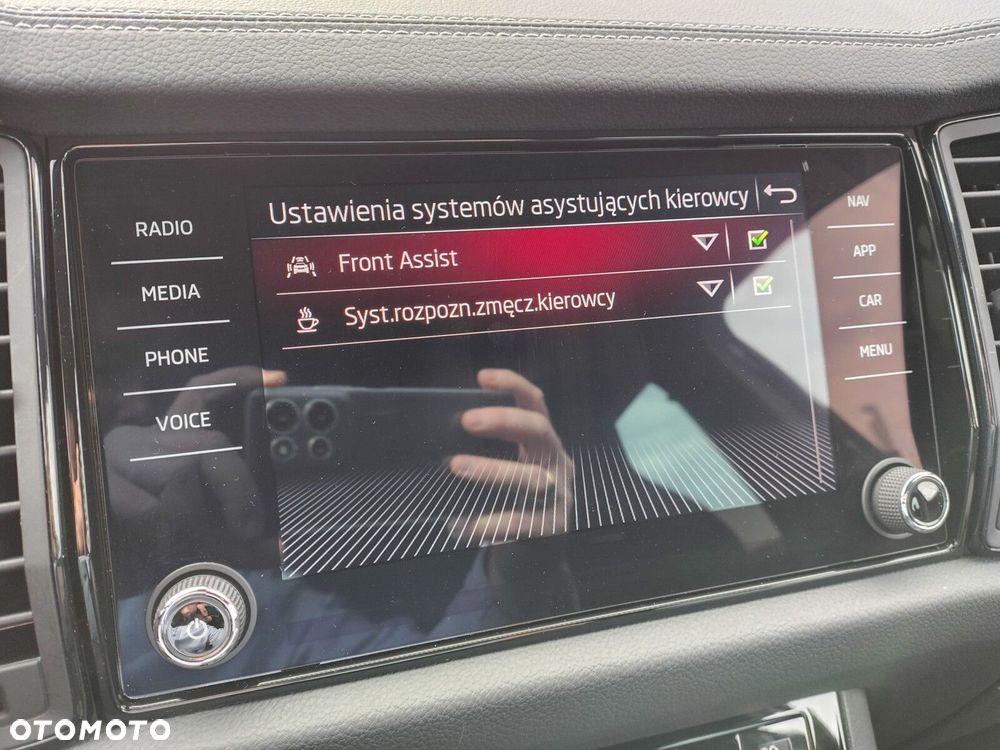 Ustawienia systemów asystujących kierowcy
Front Assist
Syst.rozpozn.zmęcz.kierowcy
RADIO
MEDIA
PHONE
VOICE
NAV
APP
CAR
MENU
OTOMOTO